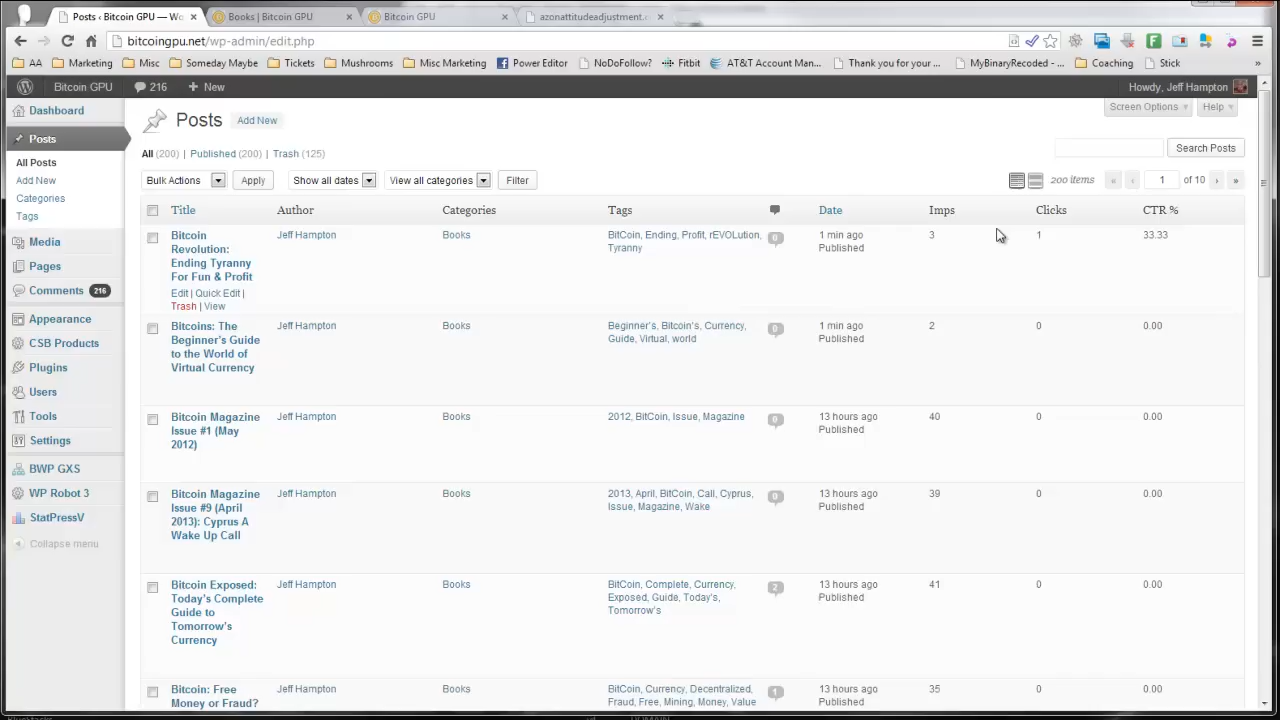 Posts ‹ Bitcoin GPU — Wo
Books | Bitcoin GPU
Bitcoin GPU
azonattitudeadjustment.c
bitcoingpu.net/wp-admin/edit.php
AA Marketing Misc Someday Maybe Tickets Mushrooms Misc Marketing Power Editor NoDoFollow? Fitbit AT&T Account Man... Thank you for your ... MyBinaryRecoded - ... Coaching Stick »
Bitcoin GPU 216 + New Howdy, Jeff Hampton
Screen Options Help
Dashboard
Posts
All Posts
Add New
Categories
Tags
Media
Pages
Comments 216
Appearance
CSB Products
Plugins
Users
Tools
Settings
BWP GXS
WP Robot 3
StatPressV
Collapse menu
Posts Add New
All (200) | Published (200) | Trash (125)
Search Posts
Bulk Actions Apply Show all dates View all categories Filter 200 items « ‹ 1 of 10 › »
Title Author Categories Tags Date Imps Clicks CTR %
Bitcoin
Revolution:
Ending Tyranny
For Fun & Profit
Edit | Quick Edit |
Trash | View
Jeff Hampton
Books
BitCoin, Ending, Profit, rEVOLution,
Tyranny
0
1 min ago
Published
3
1
33.33
Bitcoins: The
Beginner's Guide
to the World of
Virtual Currency
Jeff Hampton
Books
Beginner's, Bitcoin's, Currency,
Guide, Virtual, world
0
1 min ago
Published
2
0
0.00
Bitcoin Magazine
Issue #1 (May
2012)
Jeff Hampton
Books
2012, BitCoin, Issue, Magazine
0
13 hours ago
Published
40
0
0.00
Bitcoin Magazine
Issue #9 (April
2013): Cyprus A
Wake Up Call
Jeff Hampton
Books
2013, April, BitCoin, Call, Cyprus,
Issue, Magazine, Wake
0
13 hours ago
Published
39
0
0.00
Bitcoin Exposed:
Today's Complete
Guide to
Tomorrow's
Currency
Jeff Hampton
Books
BitCoin, Complete, Currency,
Exposed, Guide, Today's,
Tomorrow's
2
13 hours ago
Published
41
0
0.00
Bitcoin: Free
Money or Fraud?
Jeff Hampton
Books
BitCoin, Currency, Decentralized,
Fraud, Free, Mining, Money, Value
1
13 hours ago
Published
35
0
0.00